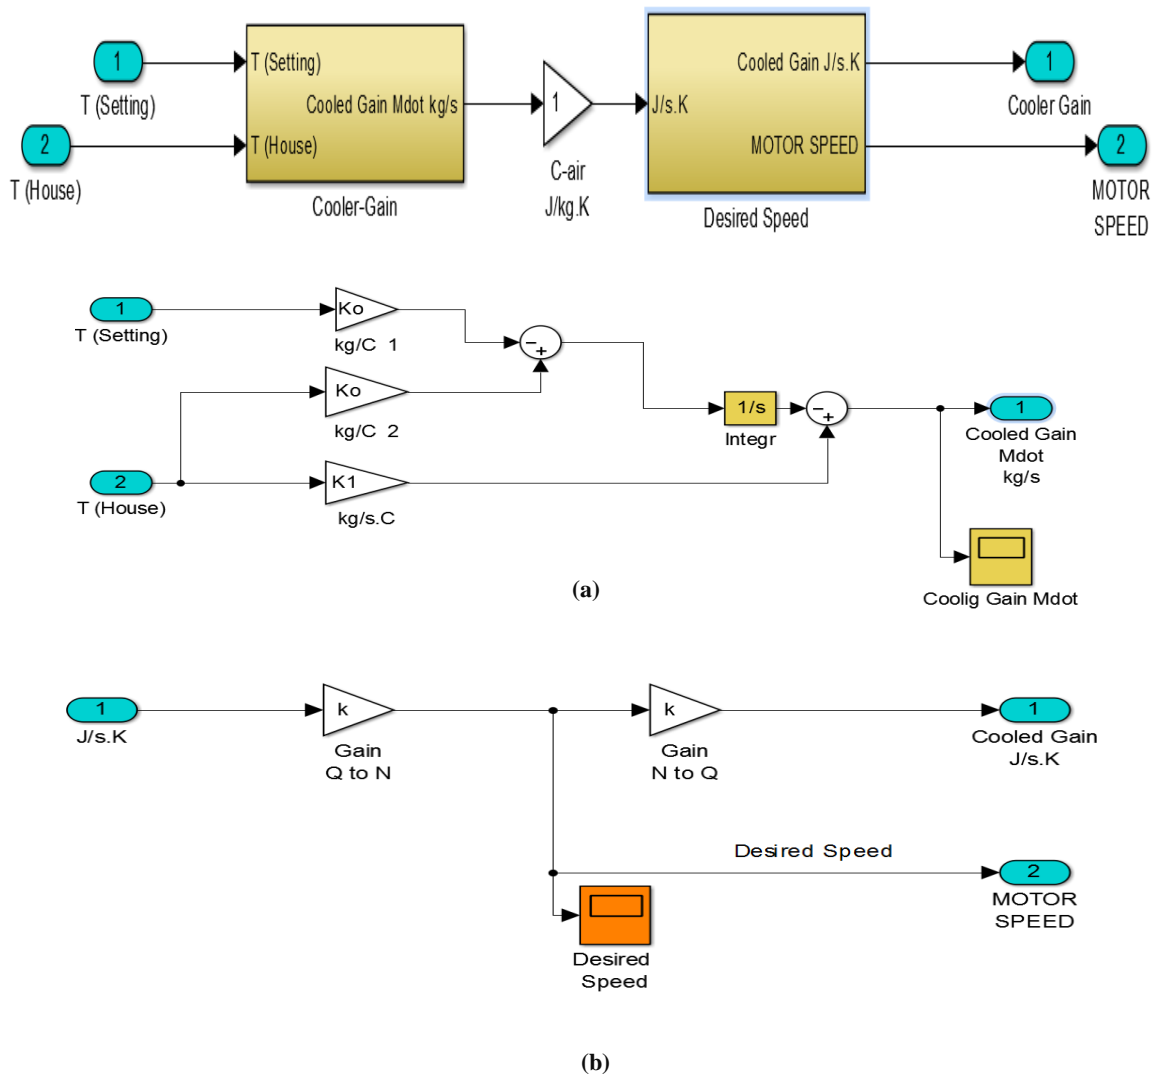 1
T (Setting)
2
T (House)
T (Setting)
Cooled Gain Mdot kg/s
T (House)
Cooler-Gain
1
C-air
J/kg.K
J/s.K
Cooled Gain J/s.K
MOTOR SPEED
Desired Speed
1
Cooler Gain
2
MOTOR
SPEED
1
T (Setting)
Ko
kg/C 1
Ko
kg/C 2
2
T (House)
K1
kg/s.C
1/s
Integr
1
Cooled Gain
Mdot
kg/s
Coolig Gain Mdot
(a)
1
J/s.K
k
Gain
Q to N
k
Gain
N to Q
1
Cooled Gain
J/s.K
Desired Speed
2
MOTOR
SPEED
Desired
Speed
(b)